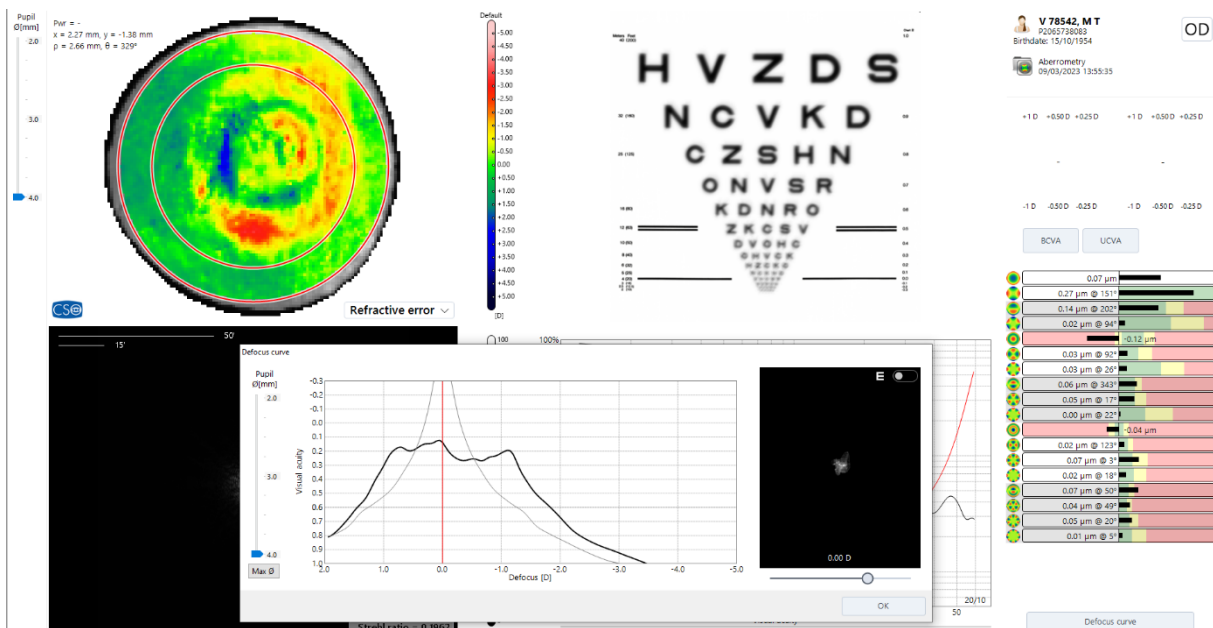 Pupil
Ø[mm]
2.0
3.0
4.0
Pwr = -
x = 2.27 mm, y = -1.38 mm
ρ = 2.66 mm, θ = 329°
CSO
Refractive error
Default
-5.00
-4.50
-4.00
-3.50
-3.00
-2.50
-2.00
-1.50
-1.00
-0.50
0.00
+0.50
+1.00
+1.50
+2.00
+2.50
+3.00
+3.50
+4.00
+4.50
+5.00
[D]
H V Z D S
N C V K D
C Z S H N
O N V S R
K D N R O
Z K C S V
D V O H C
O H V C K
H Z C K O
V 78542, M T
P2065738083
Birthdate: 15/10/1954
OD
Aberrometry
09/03/2023 13:55:35
+1 D +0.50 D +0.25 D +1 D +0.50 D +0.25 D
- -
-1 D -0.50 D -0.25 D -1 D -0.50 D -0.25 D
BCVA UCVA
0.07 µm
0.27 µm @ 151°
0.14 µm @ 202°
0.02 µm @ 94°
-0.12 µm
0.03 µm @ 92°
0.03 µm @ 26°
0.06 µm @ 343°
0.05 µm @ 17°
0.00 µm @ 22°
-0.04 µm
0.02 µm @ 123°
0.07 µm @ 3°
0.02 µm @ 18°
0.07 µm @ 50°
0.04 µm @ 49°
0.05 µm @ 20°
0.01 µm @ 5°
Defocus curve
50'
15'
100 100%
Defocus curve
Pupil
Ø[mm]
2.0
3.0
4.0
Max Ø
Visual acuity
-0.3
-0.2
-0.1
0.0
0.1
0.2
0.3
0.4
0.5
0.6
0.7
0.8
0.9
1.0
2.0 1.0 0.0 -1.0 -2.0 -3.0 -4.0 -5.0
Defocus [D]
E
0.00 D
OK
20/10
50